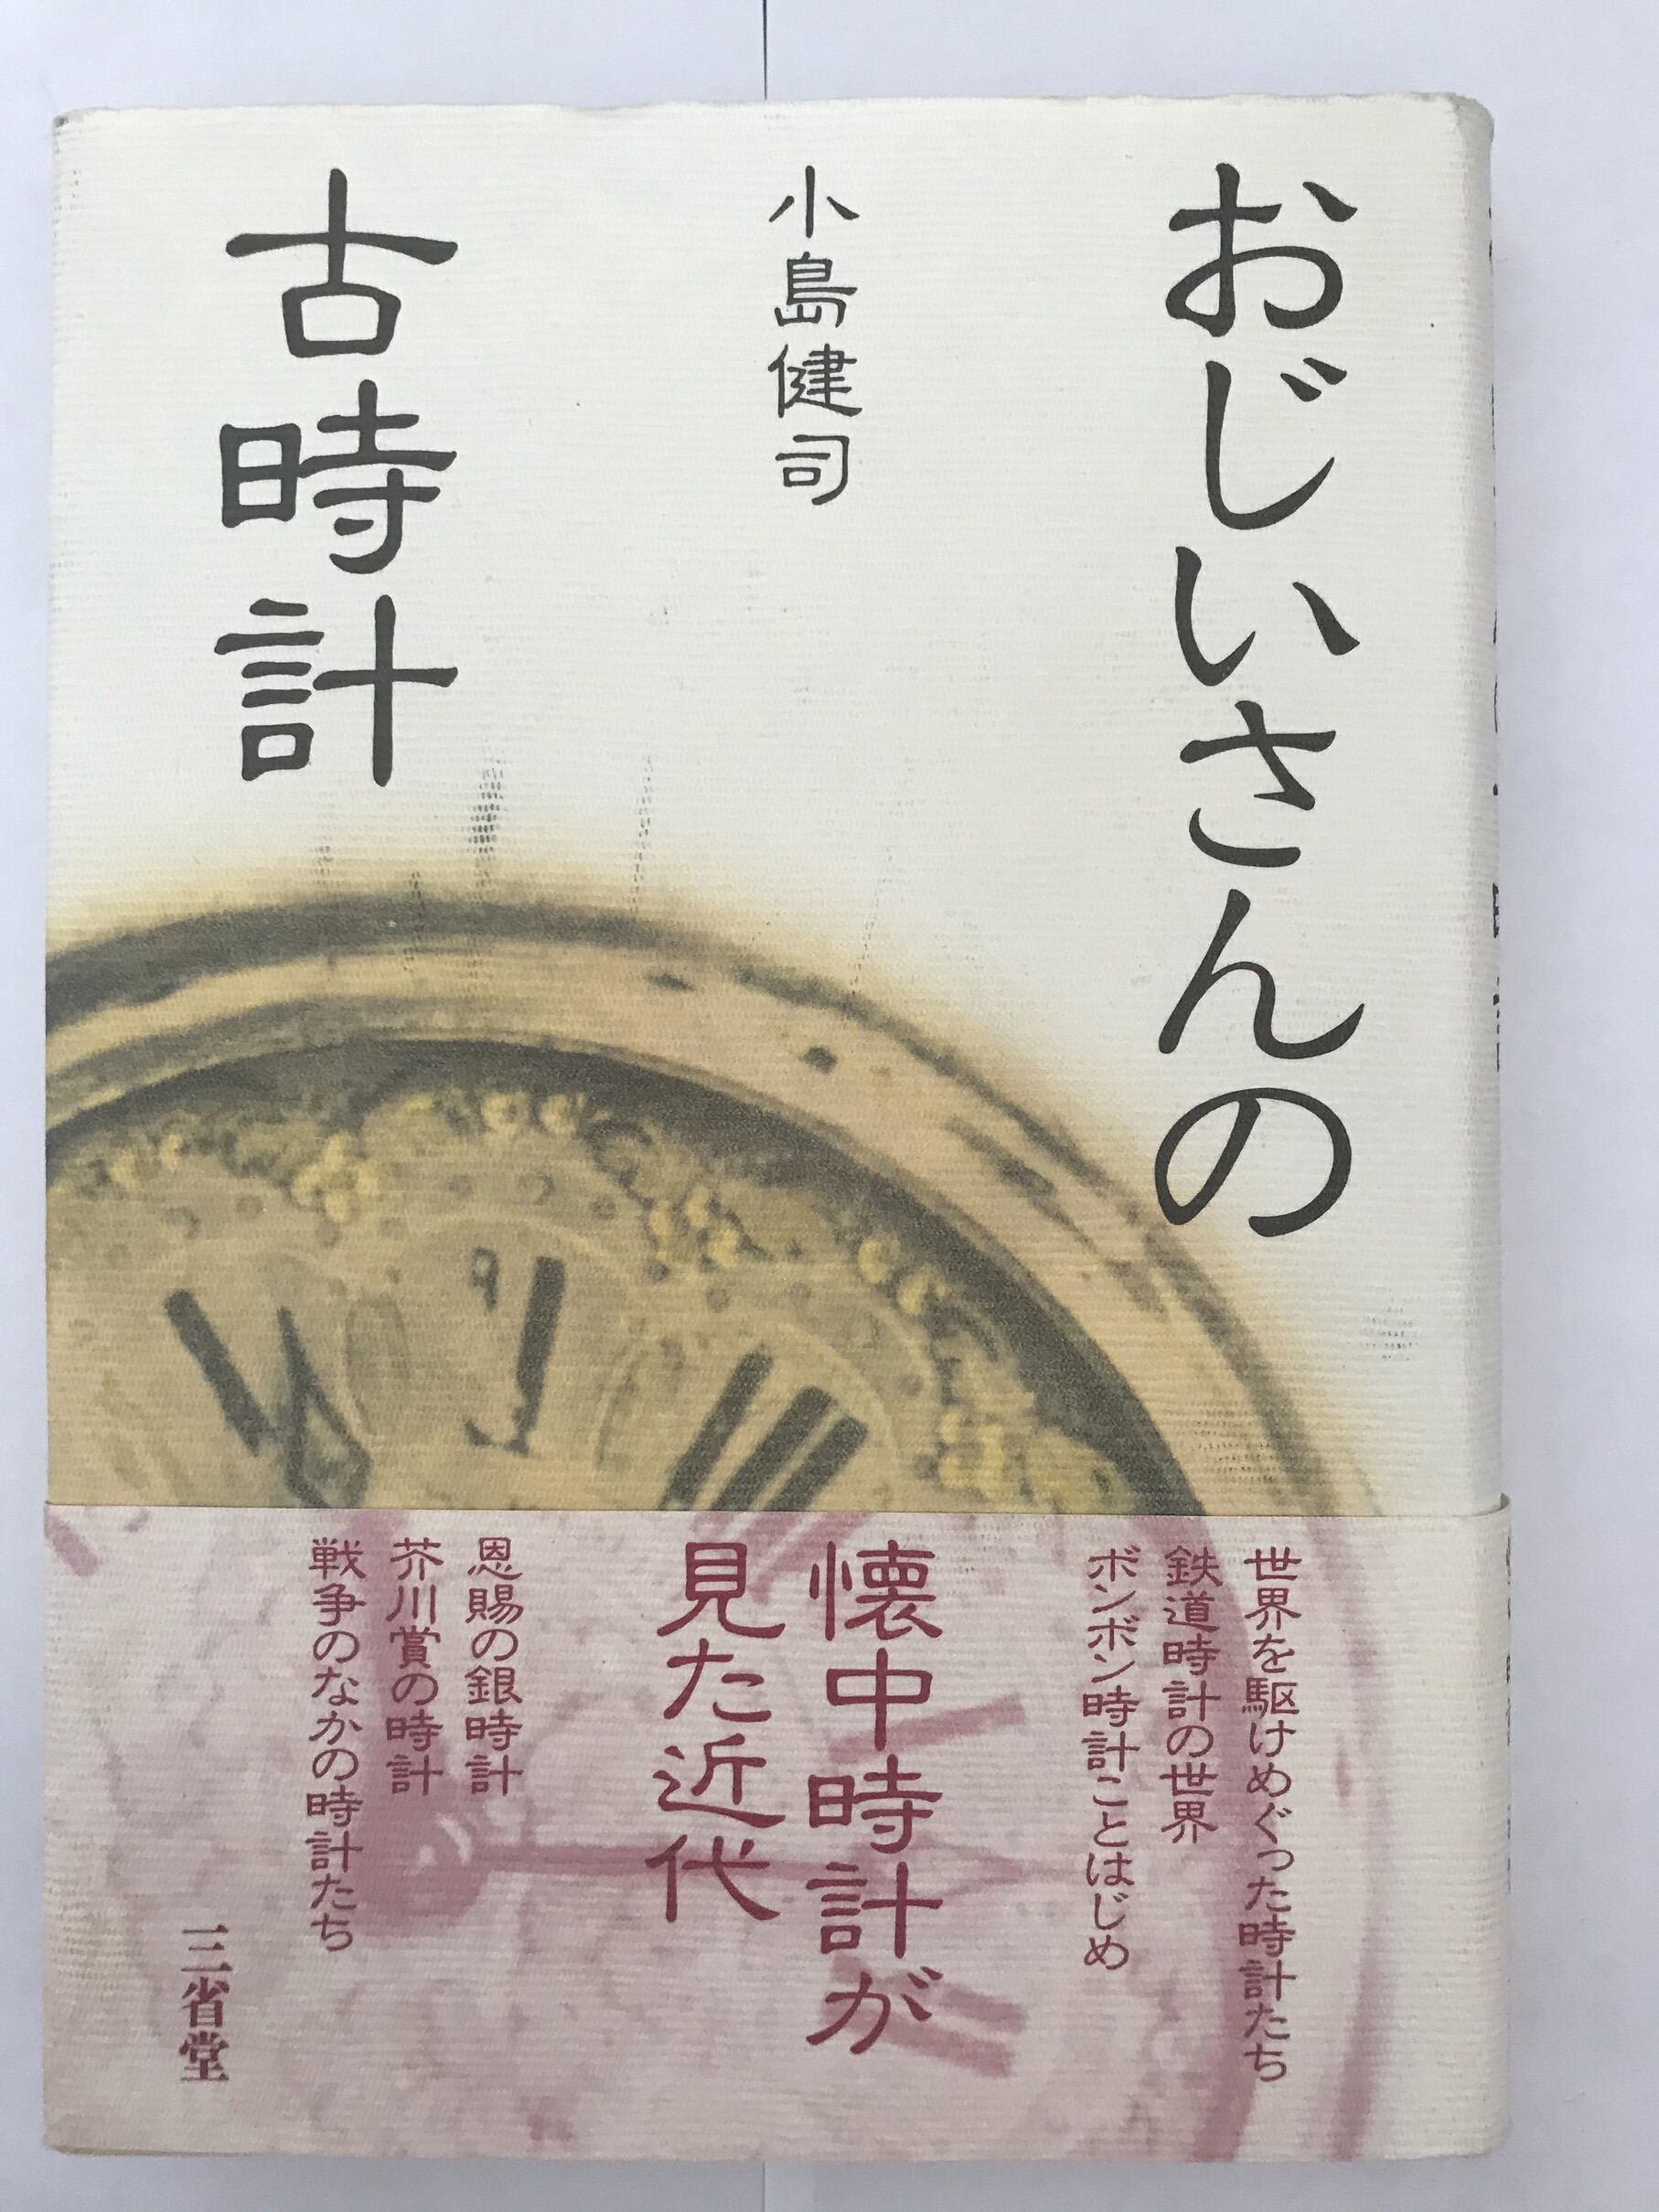 おじいさんの
小島健司
古時計
世界を駆けめぐった時計たち
鉄道時計の世界
ボンボン時計ことはじめ
懐中時計が
見た近代
恩賜の銀時計
芥川賞の時計
戦争のなかの時計たち
三省堂